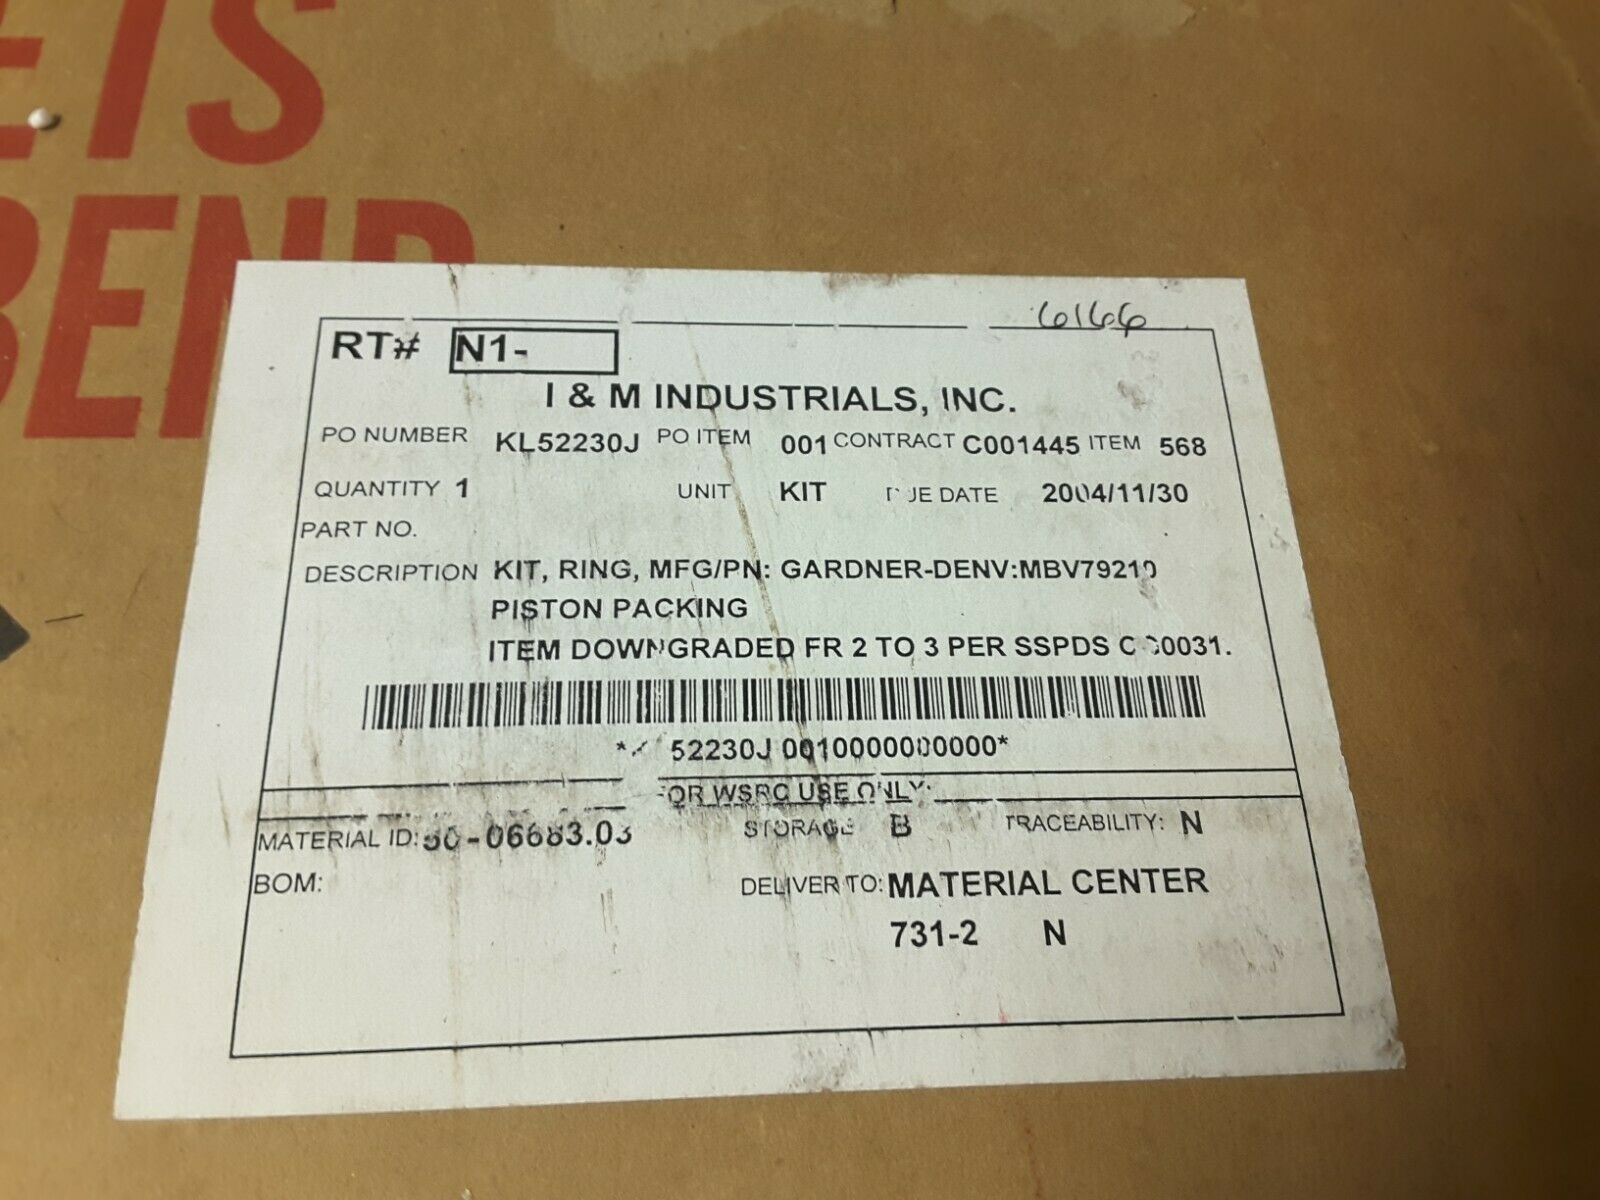 6166
RT# N1-
I & M INDUSTRIALS, INC.
PO NUMBER KL52230J PO ITEM 001 CONTRACT C001445 ITEM 568
QUANTITY 1 UNIT KIT DUE DATE 2004/11/30
PART NO.
DESCRIPTION KIT, RING, MFG/PN: GARDNER-DENV:MBV79210
PISTON PACKING
ITEM DOWNGRADED FR 2 TO 3 PER SSPDS
52230J 0010000000000*
FOR WSRC USE ONLY:
MATERIAL ID: STORAGE B TRACEABILITY: N
BOM: DELIVER TO: MATERIAL CENTER
731-2 N